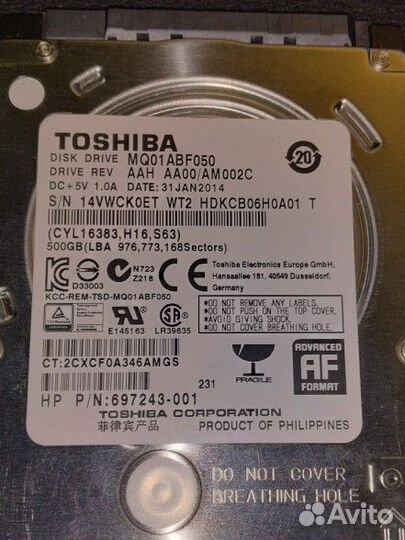 TOSHIBA
20
DISK DRIVE MQ01ABF050
DRIVE REV AAH AA00/AM002C
DC+5V 1.0A DATE:31JAN2014
S/N 14VWCK0ET WT2 HDKCB06H0A01 T
(CYL16383,H16,S63)
500GB(LBA 976,773,168Sectors)
Toshiba Electronics Europe GmbH,
Hansaallee 181, 40549 Dusseldorf,
Germany
D33003
N723
Z218
KCC-REM-TSD-MQ01ABF050
•DO NOT REMOVE ANY
•DO NOT PUSH ON THE TOP COVER.
•AVOID GIVING SHOCK!
•DO NOT COVER
E145163
LR39635
CT:2CXCF0A346AMGS
231
FRAGILE
ADVANCED
AF
FORMAT
HP P/N:697243-001
TOSHIBA CORPORATION
菲律宾产品
PRODUCT OF PHILIPPINES
DO NOT COVER
BREATHING HOLE
Avito